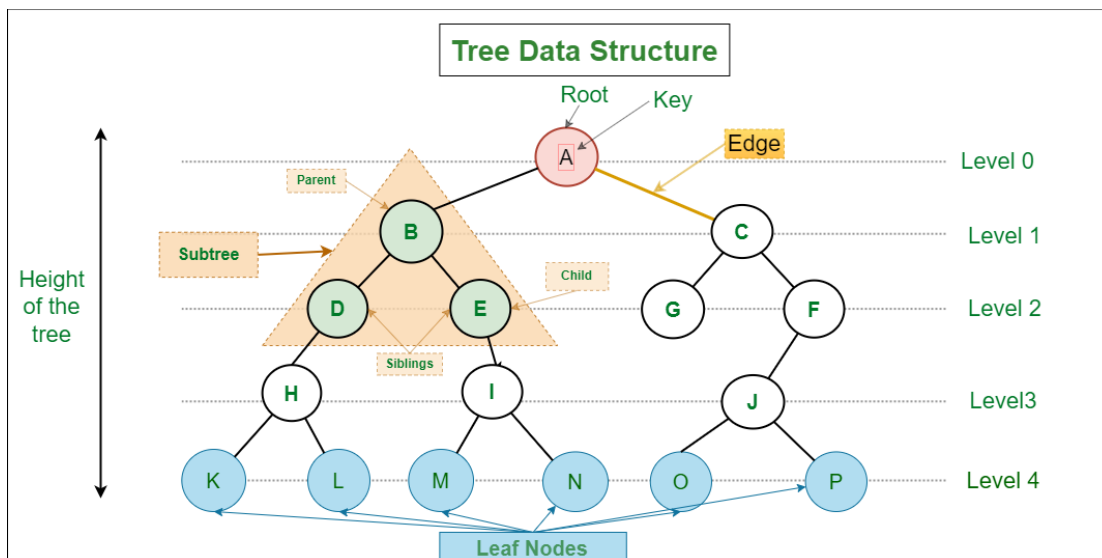 Tree Data Structure
Root
Key
A
Edge
Level 0
Parent
B
C
Level 1
Subtree
Child
Height
of the
tree
D
E
G
F
Level 2
Siblings
H
I
J
Level3
K
L
M
N
O
P
Level 4
Leaf Nodes